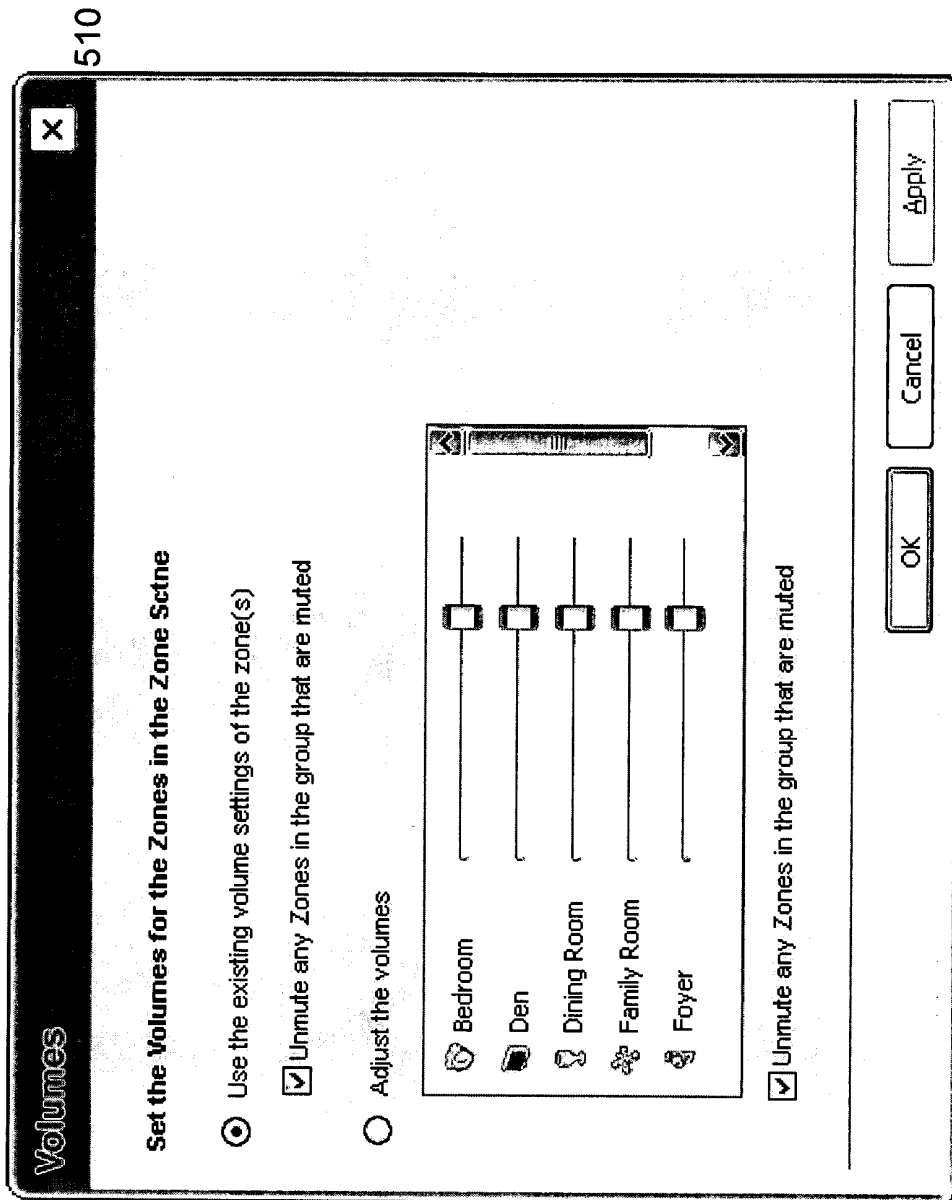 510
Volumes
Set the Volumes for the Zones in the Zone Sctne
Use the existing volume settings of the zone(s)
Unmute any Zones in the group that are muted
Adjust the volumes
Bedroom
Den
Dining Room
Family Room
Foyer
Unmute any Zones in the group that are muted
OK
Cancel
Apply